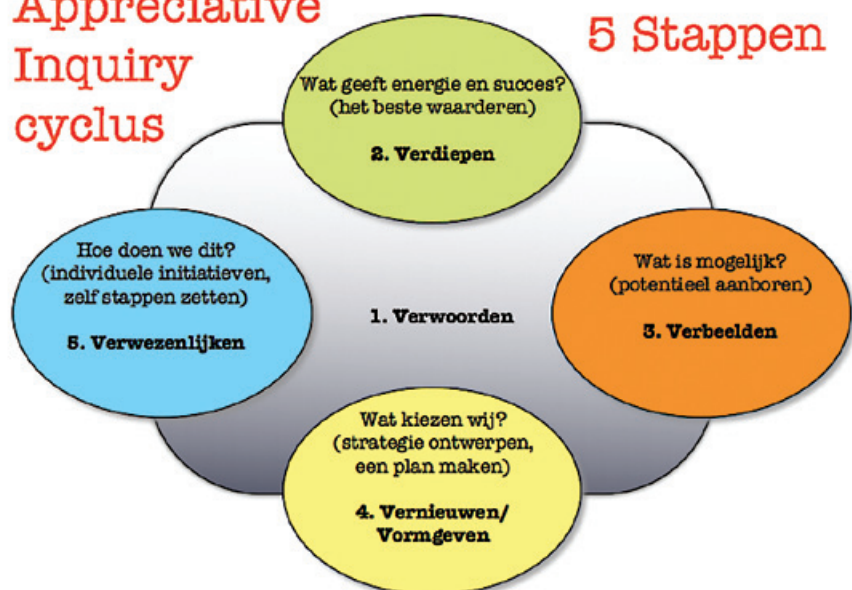 Appreciative
Inquiry
cyclus
5 Stappen
Wat geeft energie en succes?
(het beste waarderen)
2. Verdiepen
Hoe doen we dit?
(individuele initiatieven,
zelf stappen zetten)
5. Verwezenlijken
1. Verwoorden
Wat is mogelijk?
(potentieel aanboren)
3. Verbeelden
Wat kiezen wij?
(strategie ontwerpen,
een plan maken)
4. Vernieuwen/
Vormgeven